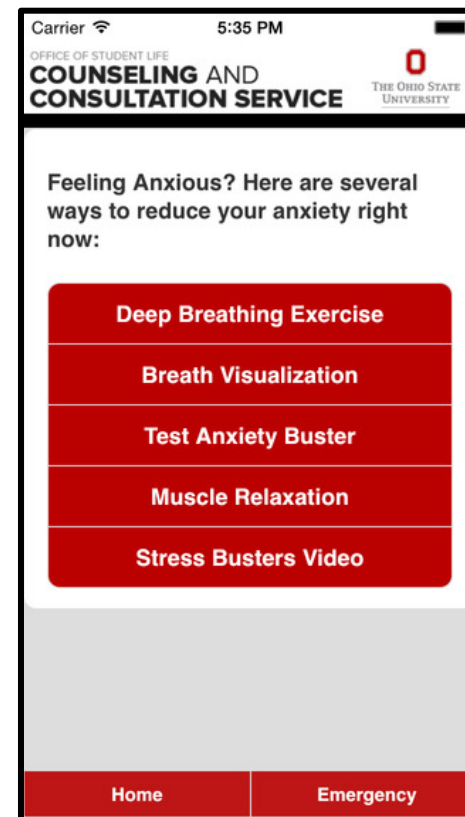 Carrier 5:35 PM
OFFICE OF STUDENT LIFE
COUNSELING AND
CONSULTATION SERVICE
O
THE OHIO STATE
UNIVERSITY
Feeling Anxious? Here are several
ways to reduce your anxiety right
now:
Deep Breathing Exercise
Breath Visualization
Test Anxiety Buster
Muscle Relaxation
Stress Busters Video
Home Emergency